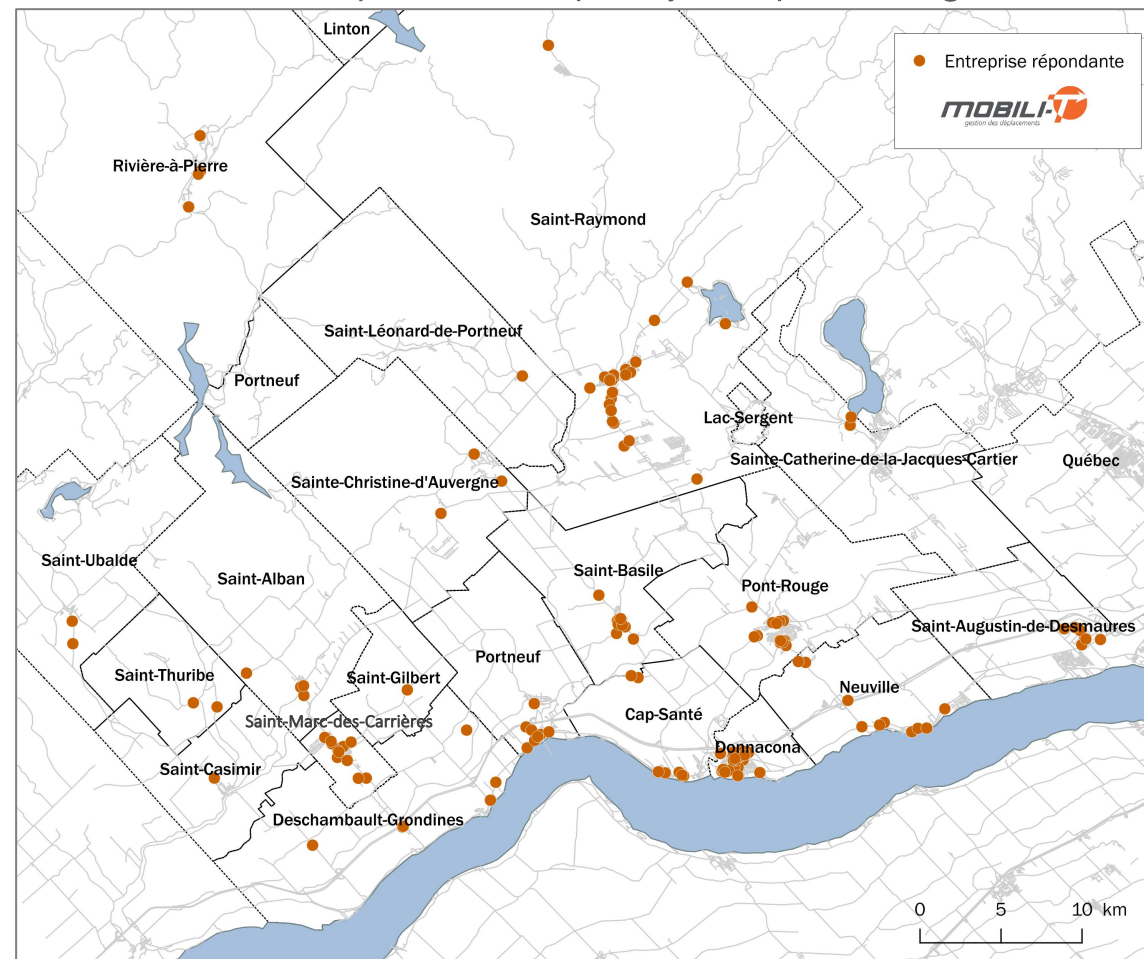 Linton
Entreprise répondante
MOBILI-T
gestion des déplacements
Rivière-à-Pierre
Saint-Raymond
Saint-Léonard-de-Portneuf
Portneuf
Lac-Sergent
Sainte-Catherine-de-la-Jacques-Cartier
Québec
Sainte-Christine-d'Auvergne
Saint-Ubalde
Saint-Alban
Saint-Basile
Pont-Rouge
Saint-Augustin-de-Desmaures
Portneuf
Saint-Thuribe
Saint-Gilbert
Neuville
Cap-Santé
Saint-Marc-des-Carrières
Donnacona
Saint-Casimir
Deschambault-Grondines
0 5 10 km